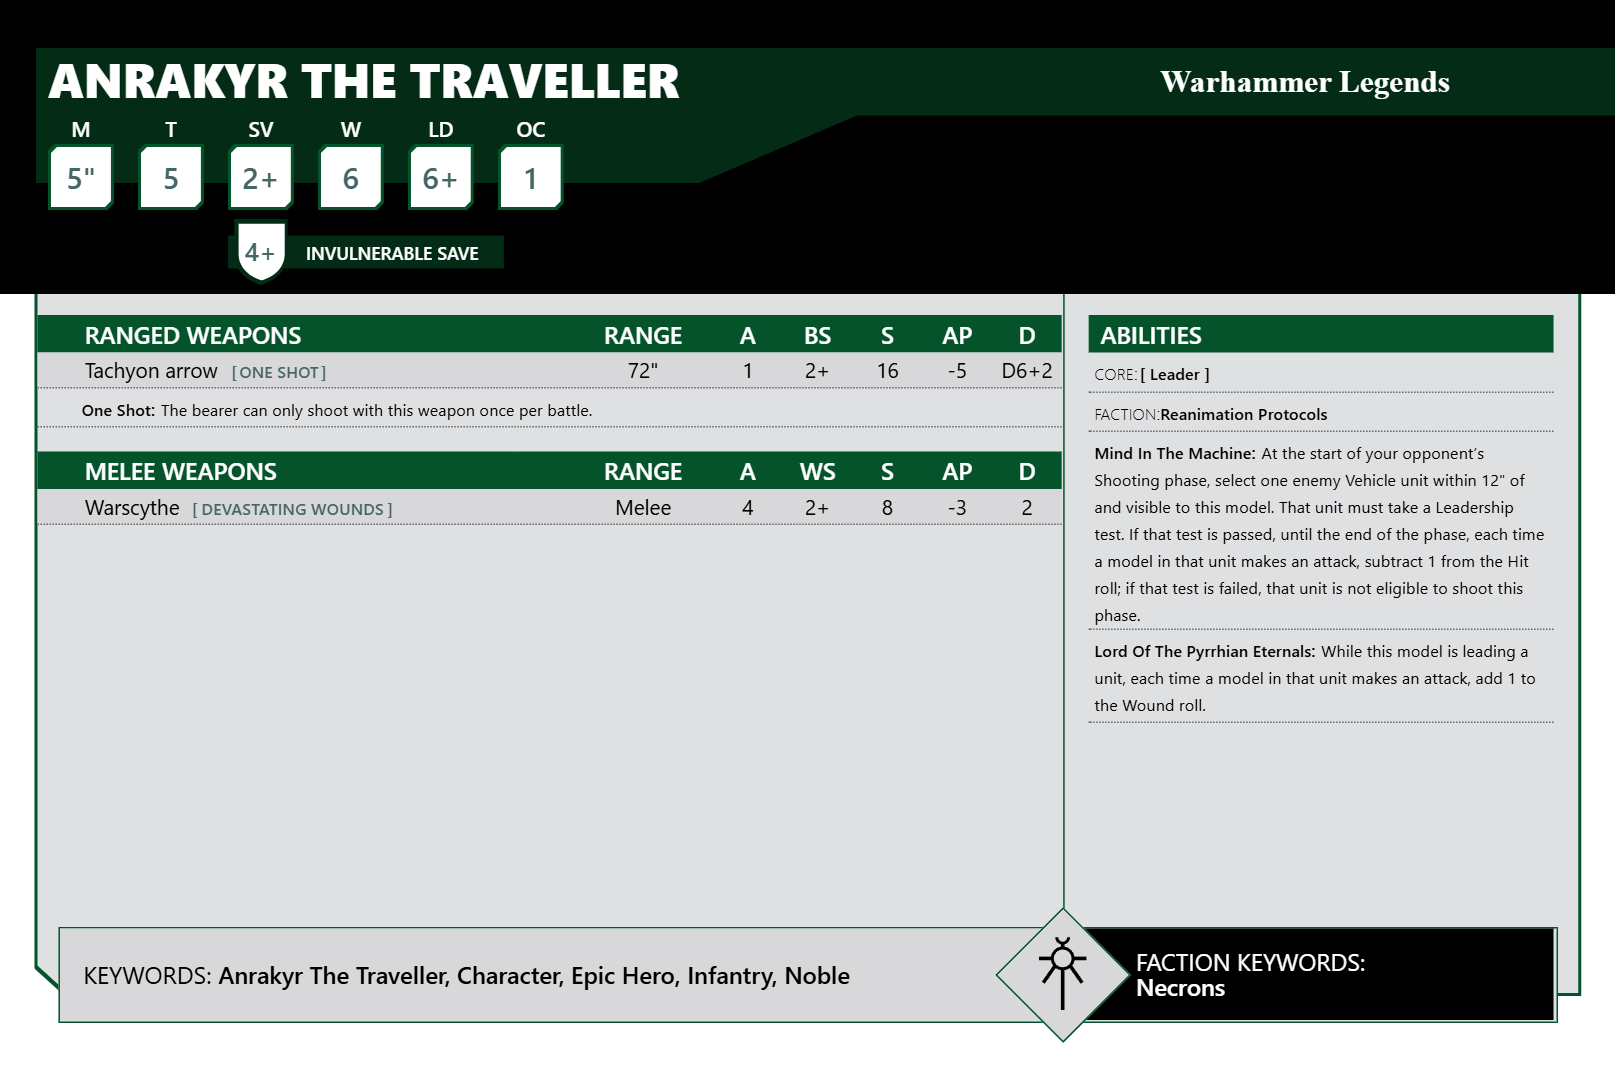 ANRAKYR THE TRAVELLER
Warhammer Legends
M T SV W LD OC
5" 5 2+ 6 6+ 1
4+ INVULNERABLE SAVE
RANGED WEAPONS RANGE A BS S AP D
Tachyon arrow [ ONE SHOT ] 72" 1 2+ 16 -5 D6+2
One Shot: The bearer can only shoot with this weapon once per battle.
MELEE WEAPONS RANGE A WS S AP D
Warscythe [ DEVASTATING WOUNDS ] Melee 4 2+ 8 -3 2
ABILITIES
CORE: [ Leader ]
FACTION: Reanimation Protocols
Mind In The Machine: At the start of your opponent's
Shooting phase, select one enemy Vehicle unit within 12" of
and visible to this model. That unit must take a Leadership
test. If that test is passed, until the end of the phase, each time
a model in that unit makes an attack, subtract 1 from the Hit
roll; if that test is failed, that unit is not eligible to shoot this
phase.
Lord Of The Pyrrhian Eternals: While this model is leading a
unit, each time a model in that unit makes an attack, add 1 to
the Wound roll.
KEYWORDS: Anrakyr The Traveller, Character, Epic Hero, Infantry, Noble
FACTION KEYWORDS:
Necrons